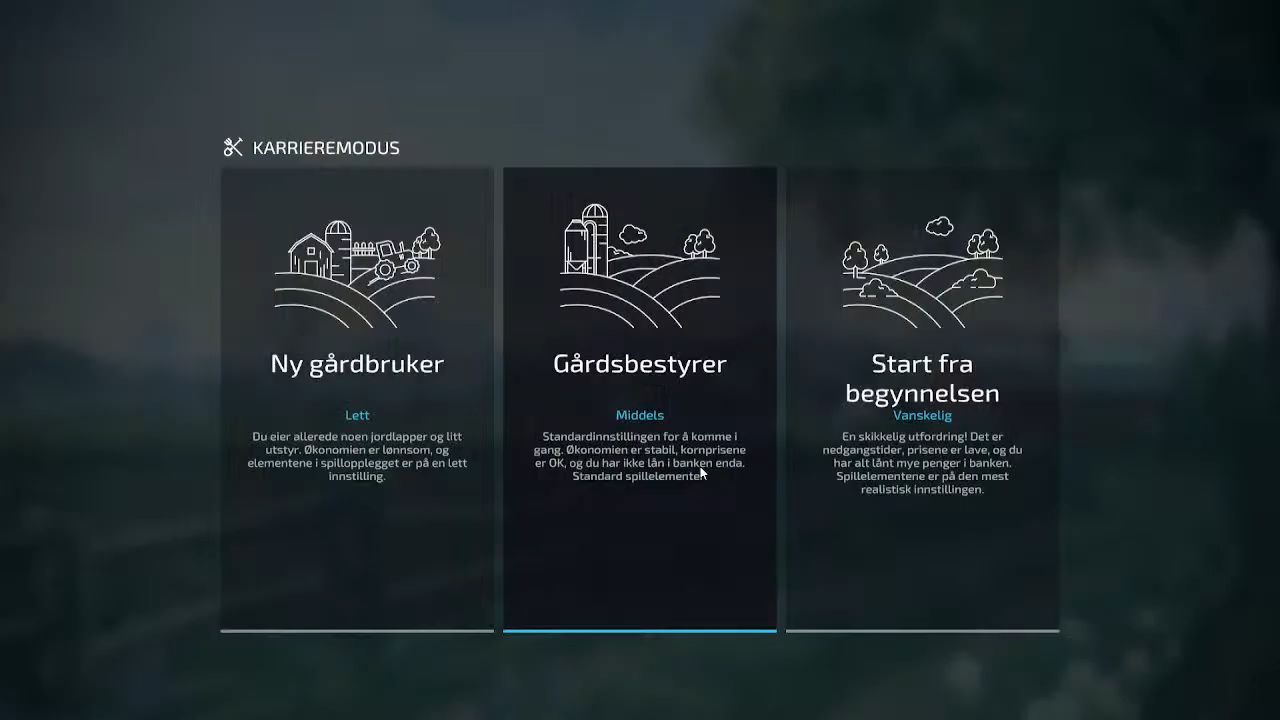 KARRIEREMODUS
Ny gårdbruker
Lett
Du eier allerede noen jordlapper og litt
utstyr. Økonomien er lønnsom, og
elementene i spillopplegget er på en lett
innstilling.
Gårdsbestyrer
Middels
Standardinnstillingen for å komme i
gang. Økonomien er stabil, kornprisene
er OK, og du har ikke lån i banken enda.
Standard spillelementer.
Start fra
begynnelsen
Vanskelig
En skikkelig utfordring! Det er
nedgangstider, prisene er lave, og du
har alt lånt mye penger i banken.
Spillelementene er på den mest
realistisk innstillingen.